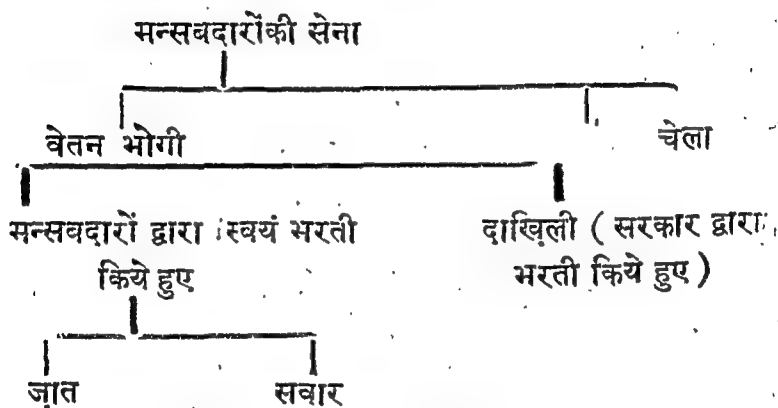 मन्सबदारोंकी सेना
वेतन भोगी चेला
मन्सबदारों द्वारा स्वयं भरती
किये हुए
दाखिली ( सरकार द्वारा
भरती किये हुए )
जात सवार